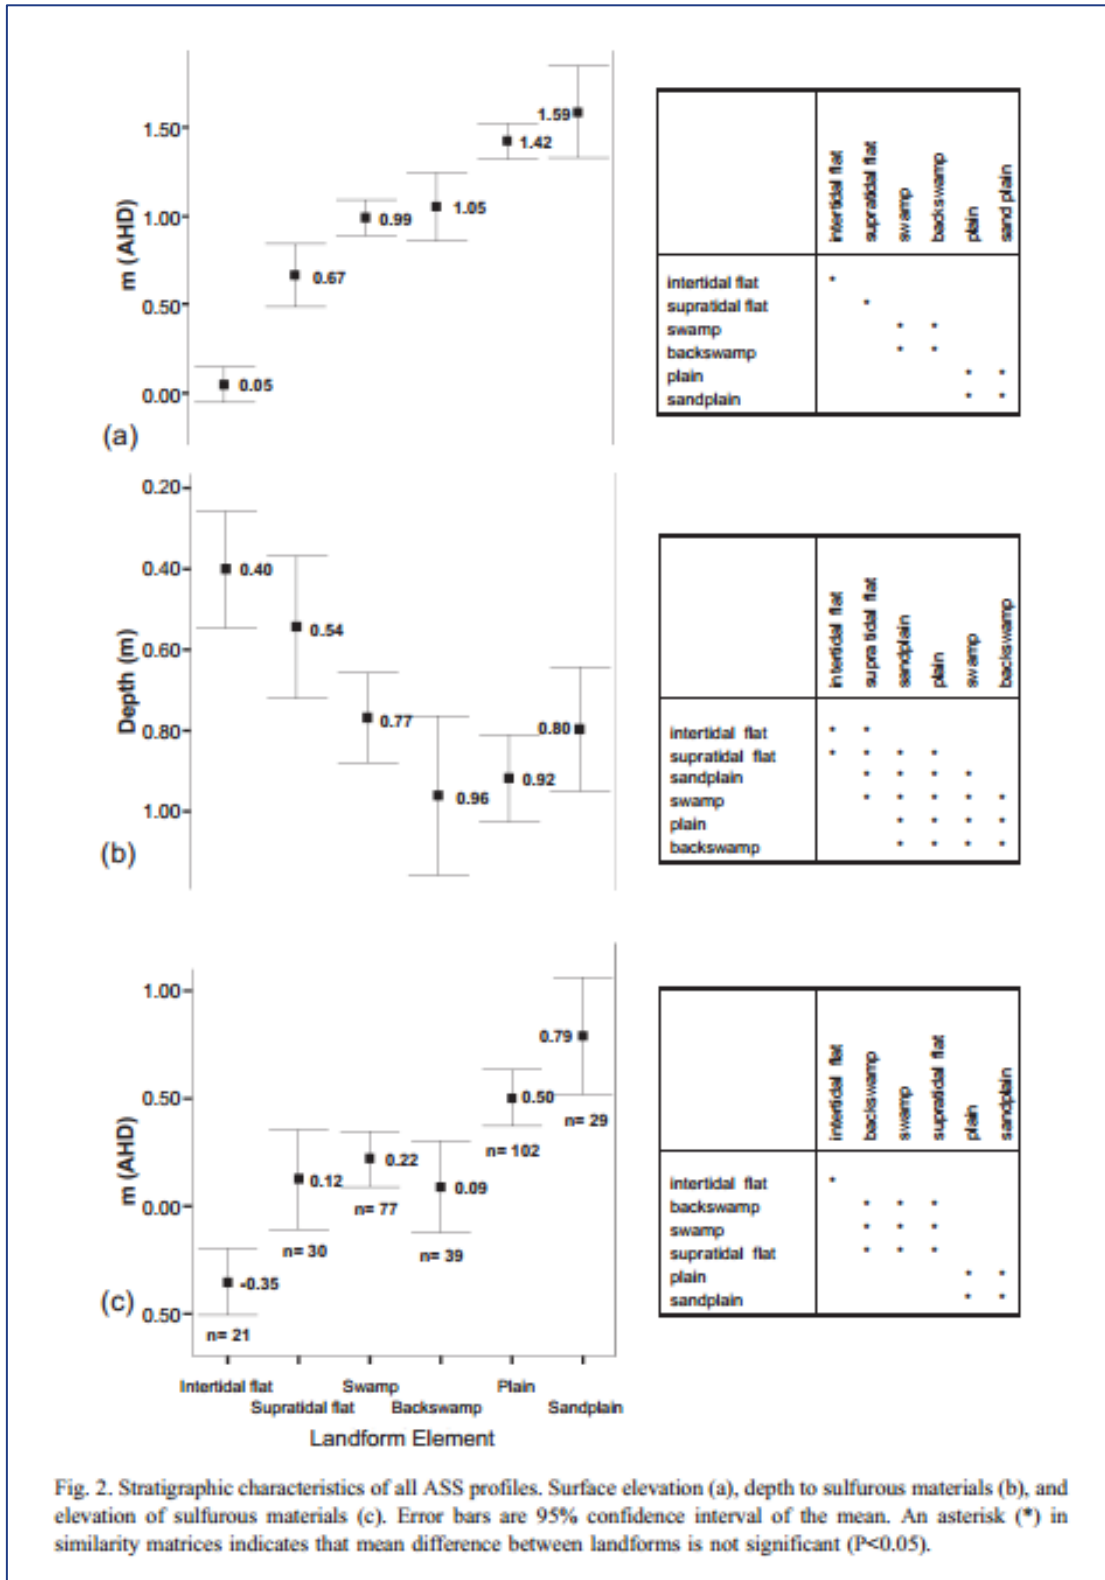 1.50
1.00
0.50
0.00
m (AHD)
0.05
0.67
0.99
1.05
1.42
1.59
(a)
intertidal flat
supratidal flat
swamp
backswamp
plain
sand plain
intertidal flat *
supratidal flat *
swamp * *
backswamp * *
plain * *
sandplain * *
0.20
0.40
0.60
0.80
1.00
Depth (m)
0.40
0.54
0.77
0.96
0.92
0.80
(b)
intertidal flat
supra tidal flat
sandplain
plain
swamp
backswamp
intertidal flat * *
supratidal flat * * * *
sandplain * * * *
swamp * * * * *
plain * * * *
backswamp * * * *
1.00
0.50
0.00
0.50
m (AHD)
-0.35
0.12
0.22
0.09
0.50
0.79
n= 21
n= 30
n= 77
n= 39
n= 102
n= 29
(c)
intertidal flat
backswamp
swamp
supratidal flat
plain
sandplain
intertidal flat *
backswamp * * *
swamp * * *
supratidal flat * * *
plain * *
sandplain * *
Intertidal flat
Supratidal flat
Swamp
Backswamp
Plain
Sandplain
Landform Element
Fig. 2. Stratigraphic characteristics of all ASS profiles. Surface elevation (a), depth to sulfurous materials (b), and
elevation of sulfurous materials (c). Error bars are 95% confidence interval of the mean. An asterisk (*) in
similarity matrices indicates that mean difference between landforms is not significant (P<0.05).